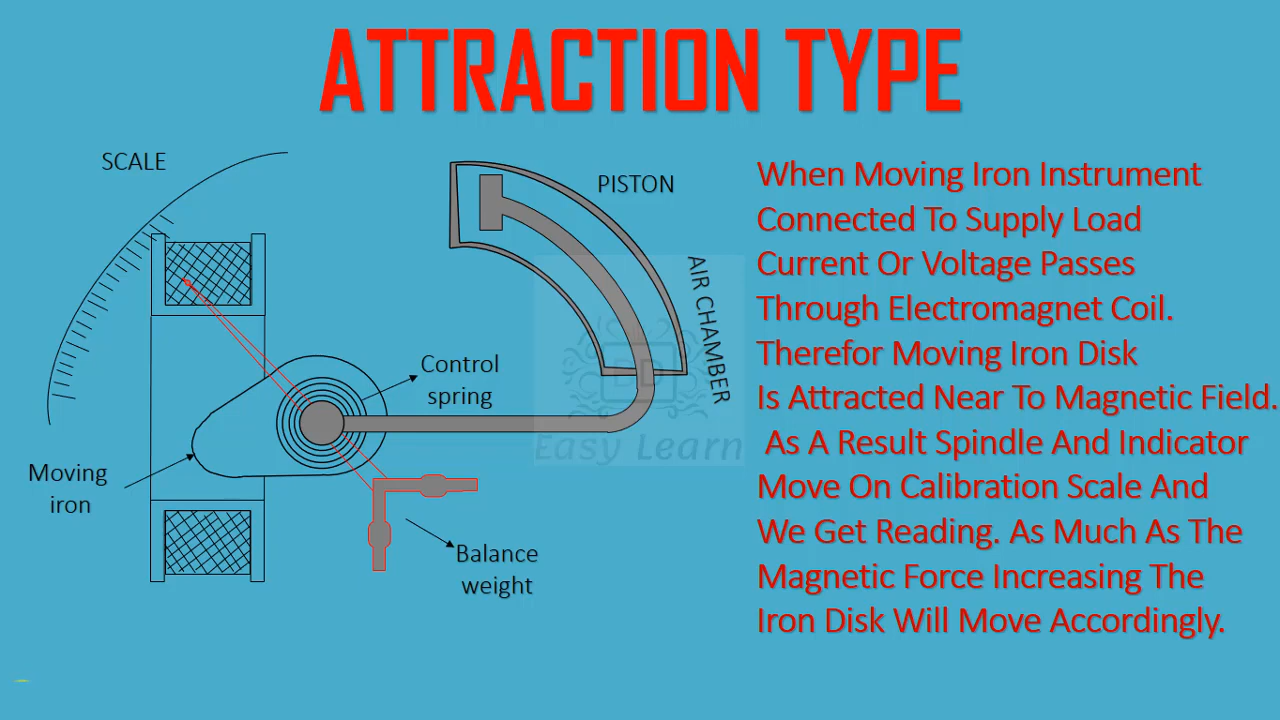 ATTRACTION TYPE
SCALE
PISTON
AIR CHAMBER
Control
spring
Moving
iron
Balance
weight
When Moving Iron Instrument
Connected To Supply Load
Current Or Voltage Passes
Through Electromagnet Coil.
Therefor Moving Iron Disk
Is Attracted Near To Magnetic Field.
As A Result Spindle And Indicator
Move On Calibration Scale And
We Get Reading. As Much As The
Magnetic Force Increasing The
Iron Disk Will Move Accordingly.
Easy Learn